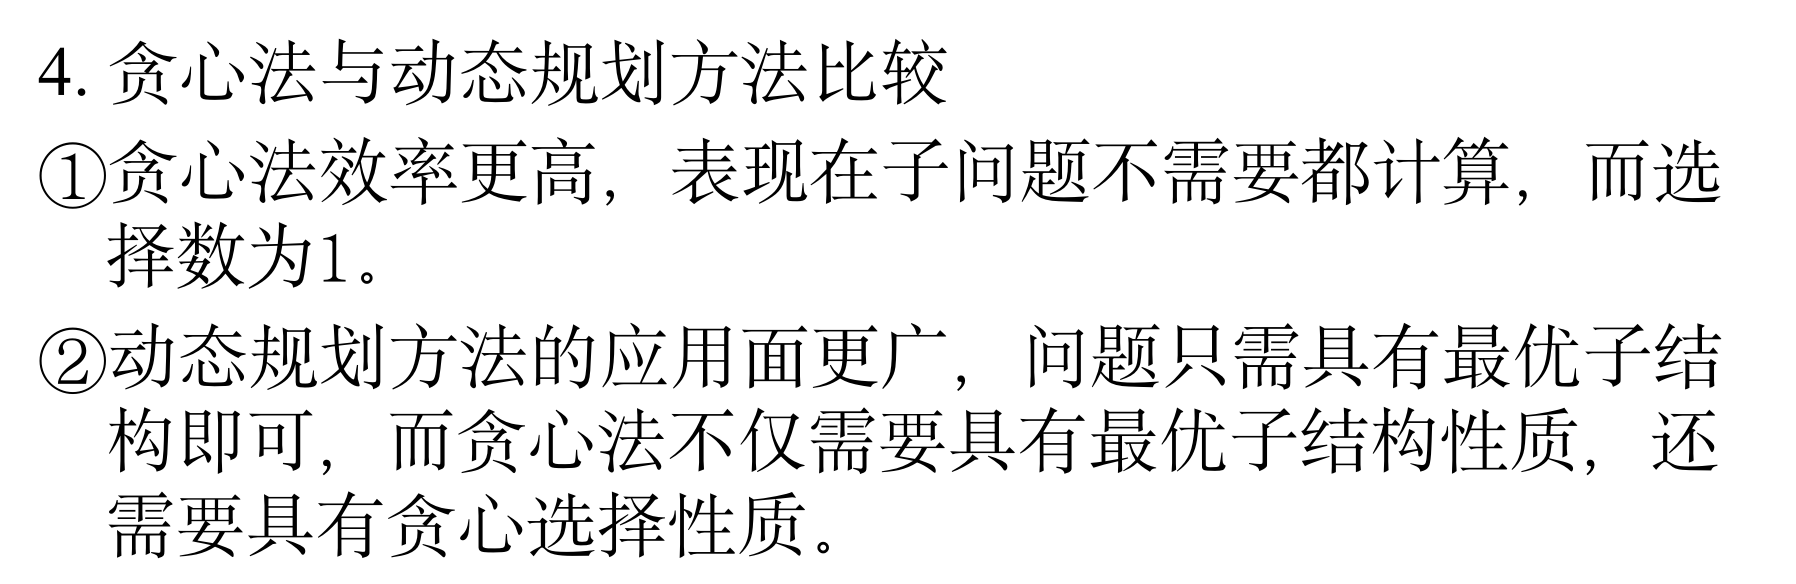 4. 贪心法与动态规划方法比较
①贪心法效率更高，表现在子问题不需要都计算，而选
择数为1。
②动态规划方法的应用面更广，问题只需具有最优子结
构即可，而贪心法不仅需要具有最优子结构性质，还
需要具有贪心选择性质。